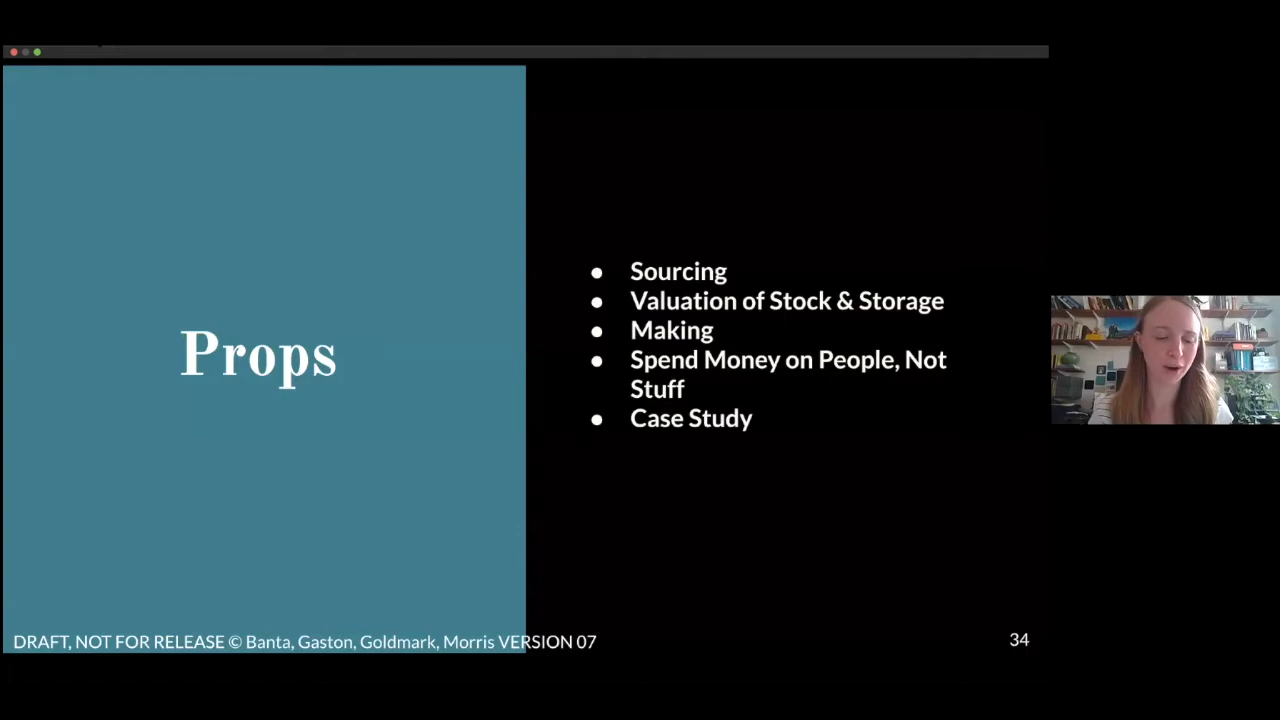 Props
● Sourcing
● Valuation of Stock & Storage
● Making
● Spend Money on People, Not
Stuff
● Case Study
DRAFT, NOT FOR RELEASE © Banta, Gaston, Goldmark, Morris VERSION 07
34